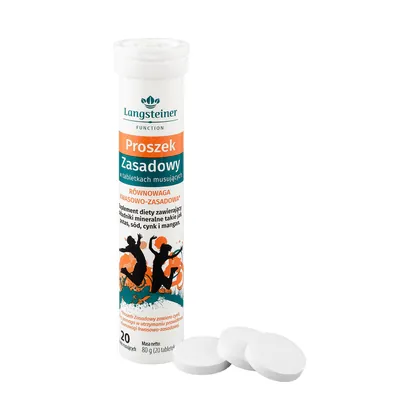 Langsteiner
FUNCTION
Proszek
Zasadowy
w tabletkach musujących
RÓWNOWAGA
KWASOWO-ZASADOWA*
Suplement diety zawierający
składniki mineralne takie jak
potas, sód, cynk i mangan.
20
Masa netto:
80 g (20 tabletek)